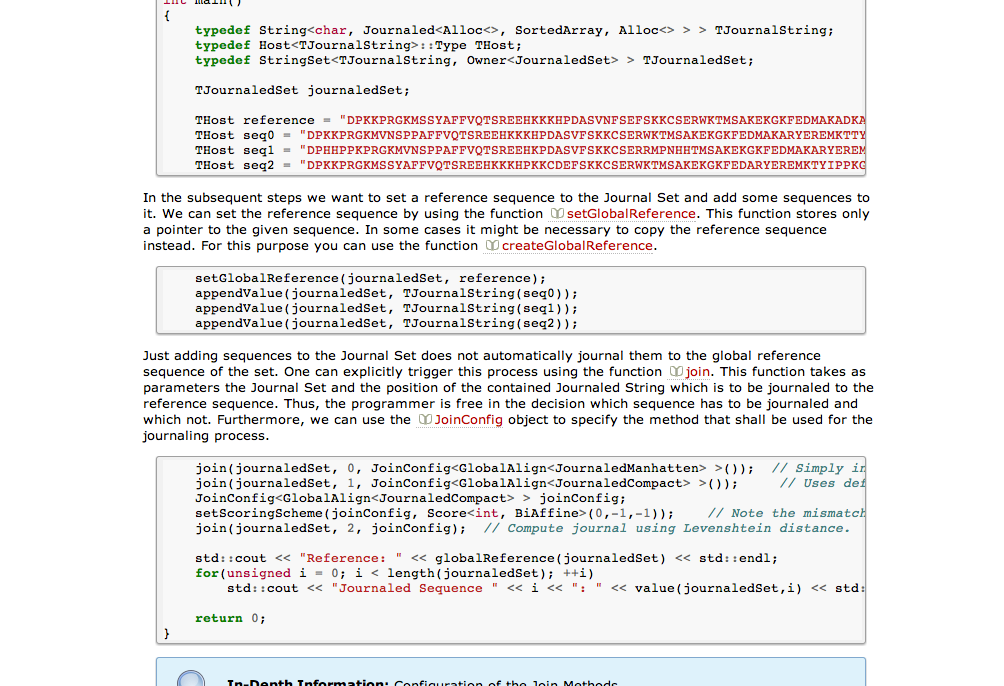 int main()
{
typedef String<char, Journaled<Alloc<>, SortedArray, Alloc<> > > TJournalString;
typedef Host<TJournalString>::Type THost;
typedef StringSet<TJournalString, Owner<JournaledSet> > TJournaledSet;
TJournaledSet journaledSet;
THost reference = "DPKKPRGKMSSYAFFVQTSREEHKKKHPDASVNFSEFSKKCSERWKTMSAKEKGKFEDMAKADKA
THost seq0 = "DPKKPRGKMVNSPPAFFVQTSREEHKKKHPDASVFSKKCSERWKTMSAKEKGKFEDMAKARYEREMKTTY
THost seq1 = "DPHHPPKPRGKMVNSPPAFFVQTSREEHKPDASVFSKKCSERRMPNHHTMSAKEKGKFEDMAKARYEREM
THost seq2 = "DPKKPRGKMSSYAFFVQTSREEHKKKHPKKCDEFSKKCSERWKTMSAKEKGKFEDARYEREMKTYIPPKG
In the subsequent steps we want to set a reference sequence to the Journal Set and add some sequences to
it. We can set the reference sequence by using the function setGlobalReference. This function stores only
a pointer to the given sequence. In some cases it might be necessary to copy the reference sequence
instead. For this purpose you can use the function createGlobalReference.
setGlobalReference(journaledSet, reference);
appendValue(journaledSet, TJournalString(seq0));
appendValue(journaledSet, TJournalString(seq1));
appendValue(journaledSet, TJournalString(seq2));
Just adding sequences to the Journal Set does not automatically journal them to the global reference
sequence of the set. One can explicitly trigger this process using the function join. This function takes as
parameters the Journal Set and the position of the contained Journaled String which is to be journaled to the
reference sequence. Thus, the programmer is free in the decision which sequence has to be journaled and
which not. Furthermore, we can use the JoinConfig object to specify the method that shall be used for the
journaling process.
join(journaledSet, 0, JoinConfig<GlobalAlign<JournaledManhatten> >()); // Simply in
join(journaledSet, 1, JoinConfig<GlobalAlign<JournaledCompact> >()); // Uses def
JoinConfig<GlobalAlign<JournaledCompact> > joinConfig;
setScoringScheme(joinConfig, Score<int, BiAffine>(0,-1,-1)); // Note the mismatch
join(journaledSet, 2, joinConfig); // Compute journal using Levenshtein distance.
std::cout << "Reference: " << globalReference(journaledSet) << std::endl;
for(unsigned i = 0; i < length(journaledSet); ++i)
std::cout << "Journaled Sequence " << i << ": " << value(journaledSet,i) << std:
return 0;
}
In-Depth Information: Configuration of the Join Methods